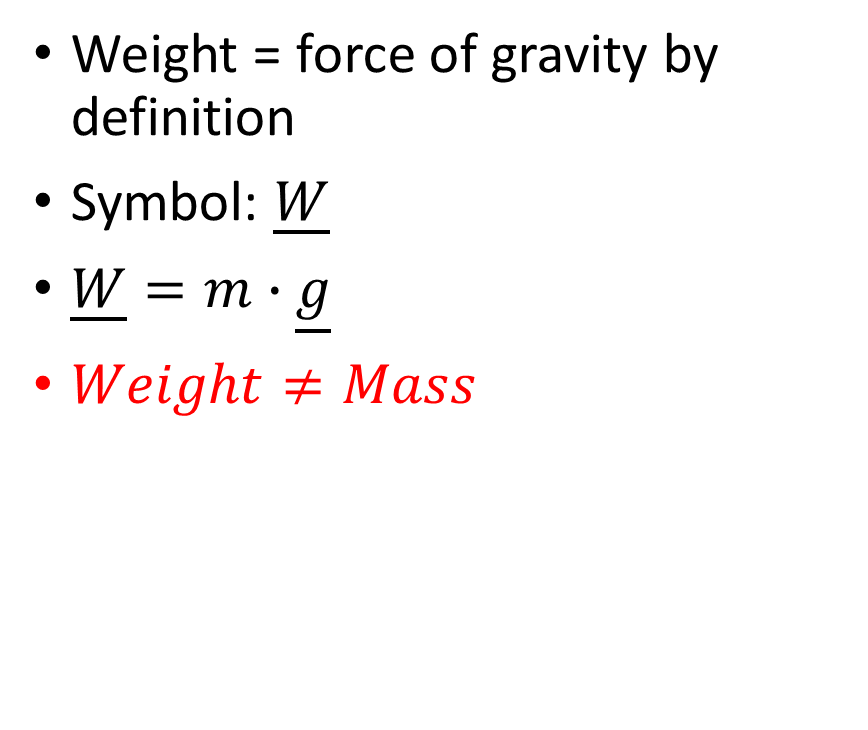 • Weight = force of gravity by
definition
• Symbol: W
• W = m · g
• Weight ≠ Mass